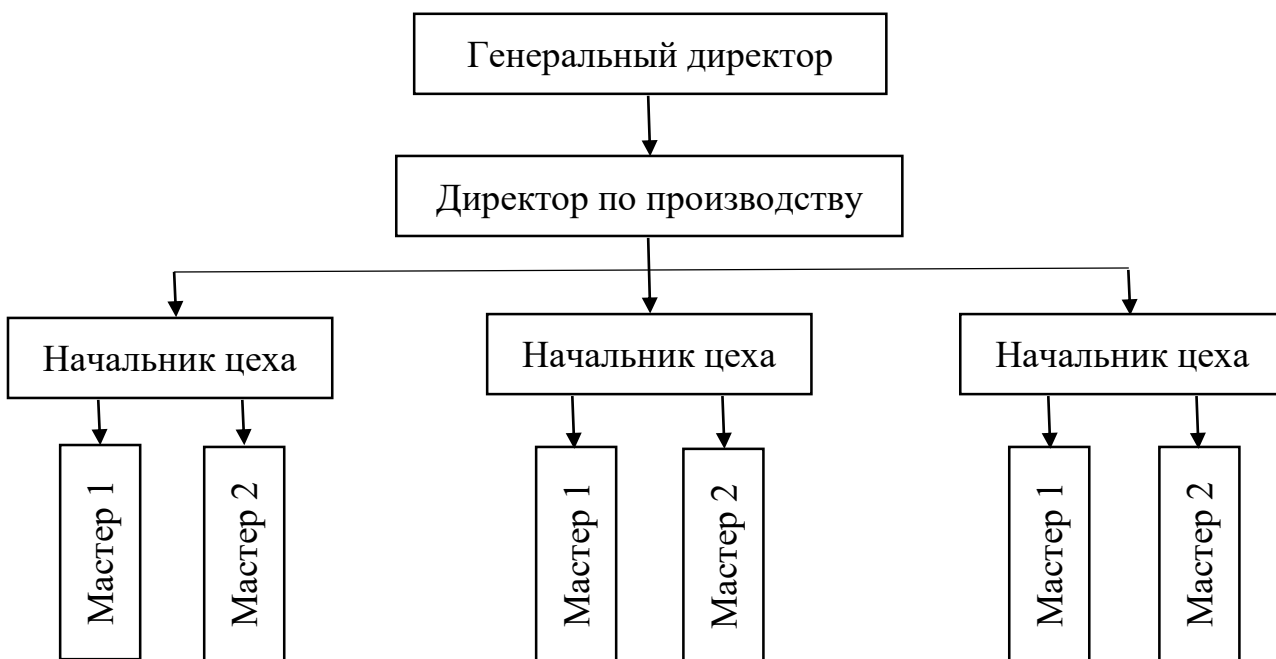 Генеральный директор
Директор по производству
Начальник цеха
Начальник цеха
Начальник цеха
Мастер 1
Мастер 2
Мастер 1
Мастер 2
Мастер 1
Мастер 2